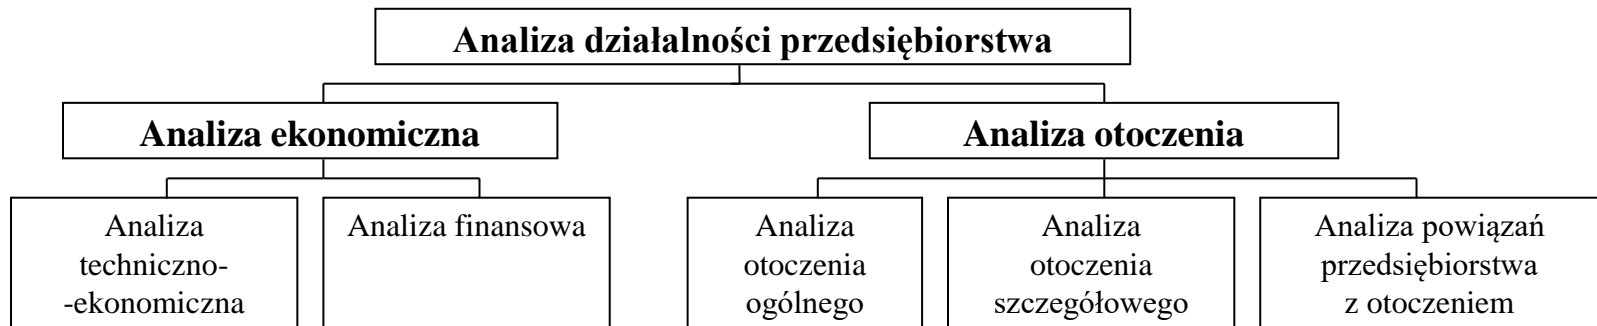 Analiza działalności przedsiębiorstwa
Analiza ekonomiczna
Analiza otoczenia
Analiza
techniczno-
-ekonomiczna
Analiza finansowa
Analiza
otoczenia
ogólnego
Analiza
otoczenia
szczegółowego
Analiza powiązań
przedsiębiorstwa
z otoczeniem